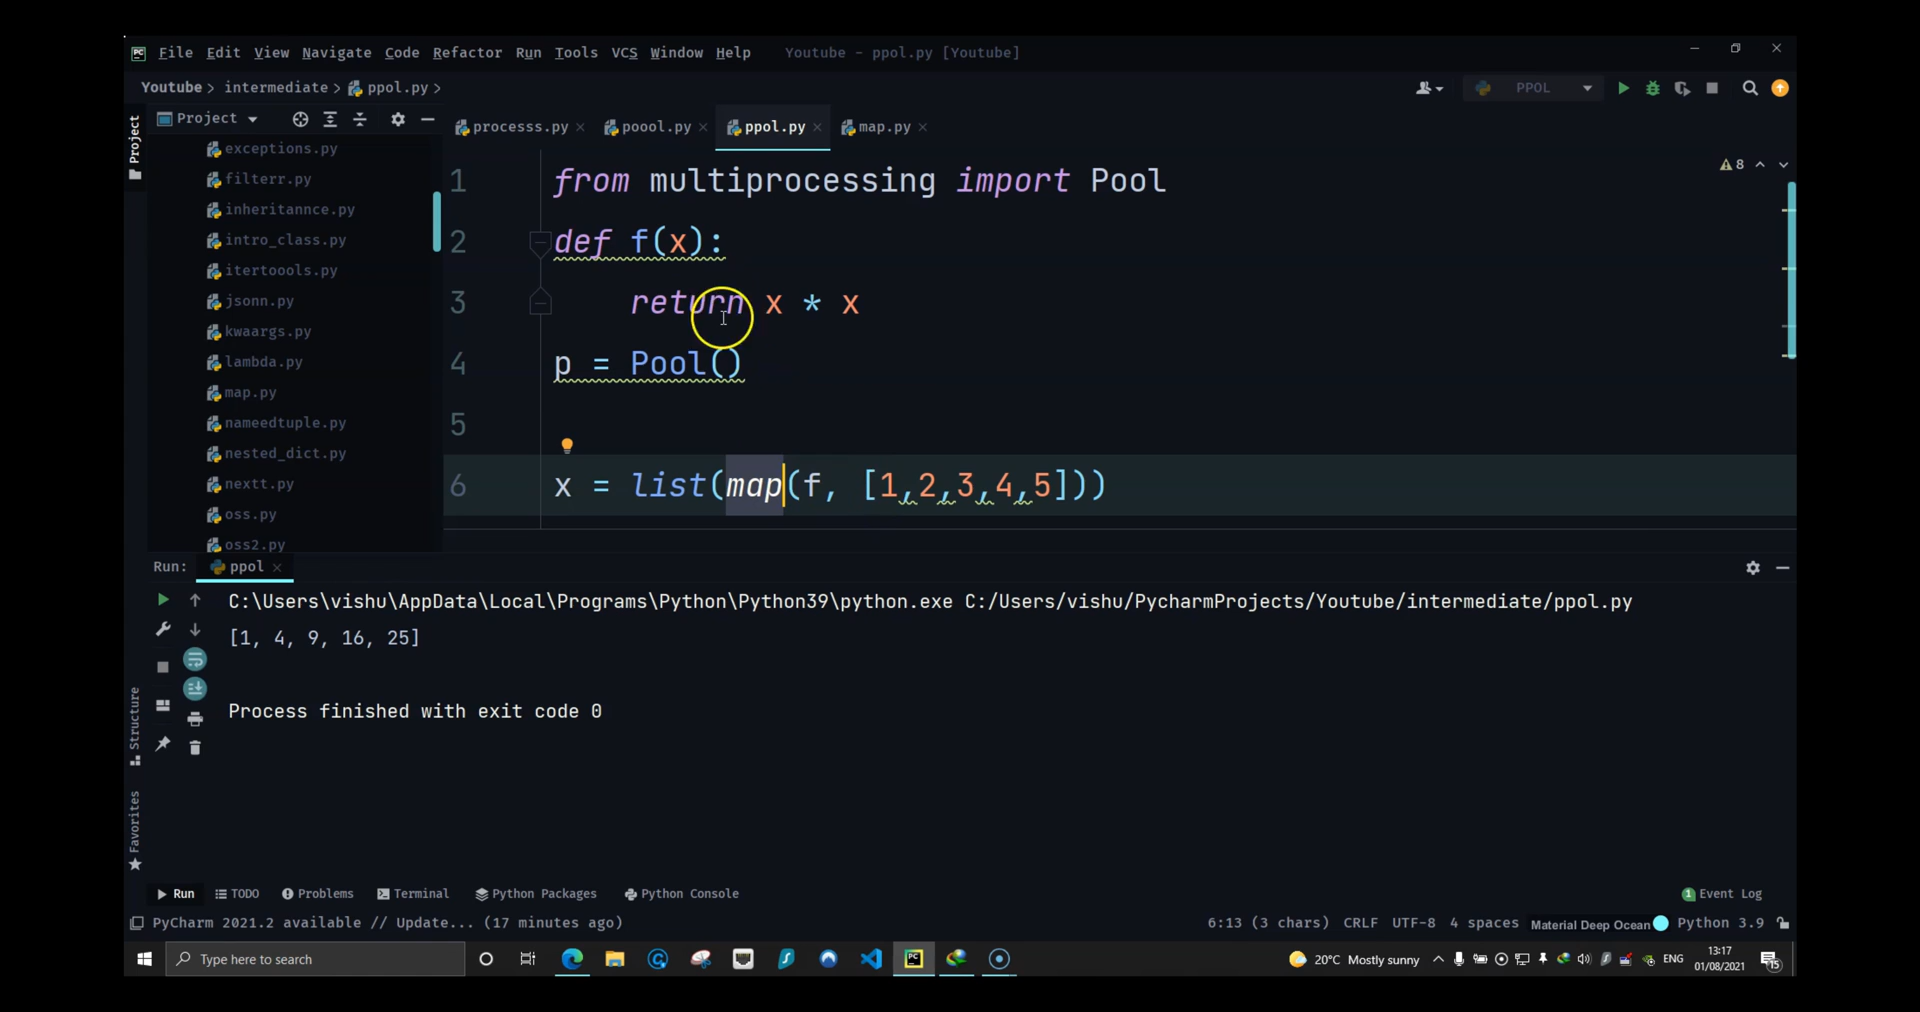 File Edit View Navigate Code Refactor Run Tools VCS Window Help Youtube - ppol.py [Youtube]
Youtube > intermediate > ppol.py >
PPOL
Project
processs.py poool.py ppol.py map.py
exceptions.py
filterr.py
inheritannce.py
intro_class.py
itertoools.py
jsonn.py
kwaargs.py
lambda.py
map.py
nameedtuple.py
nested_dict.py
nextt.py
oss.py
oss2.py
Project
1 from multiprocessing import Pool
2 def f(x):
3 return x * x
4 p = Pool()
5
6 x = list(map(f, [1,2,3,4,5]))
8
Run: ppol
C:\Users\vishu\AppData\Local\Programs\Python\Python39\python.exe C:/Users/vishu/PycharmProjects/Youtube/intermediate/ppol.py
[1, 4, 9, 16, 25]
Process finished with exit code 0
Structure
Favorites
Run TODO Problems Terminal Python Packages Python Console 1 Event Log
PyCharm 2021.2 available // Update... (17 minutes ago) 6:13 (3 chars) CRLF UTF-8 4 spaces Material Deep Ocean Python 3.9
Type here to search 20°C Mostly sunny ENG 13:17
01/08/2021 15